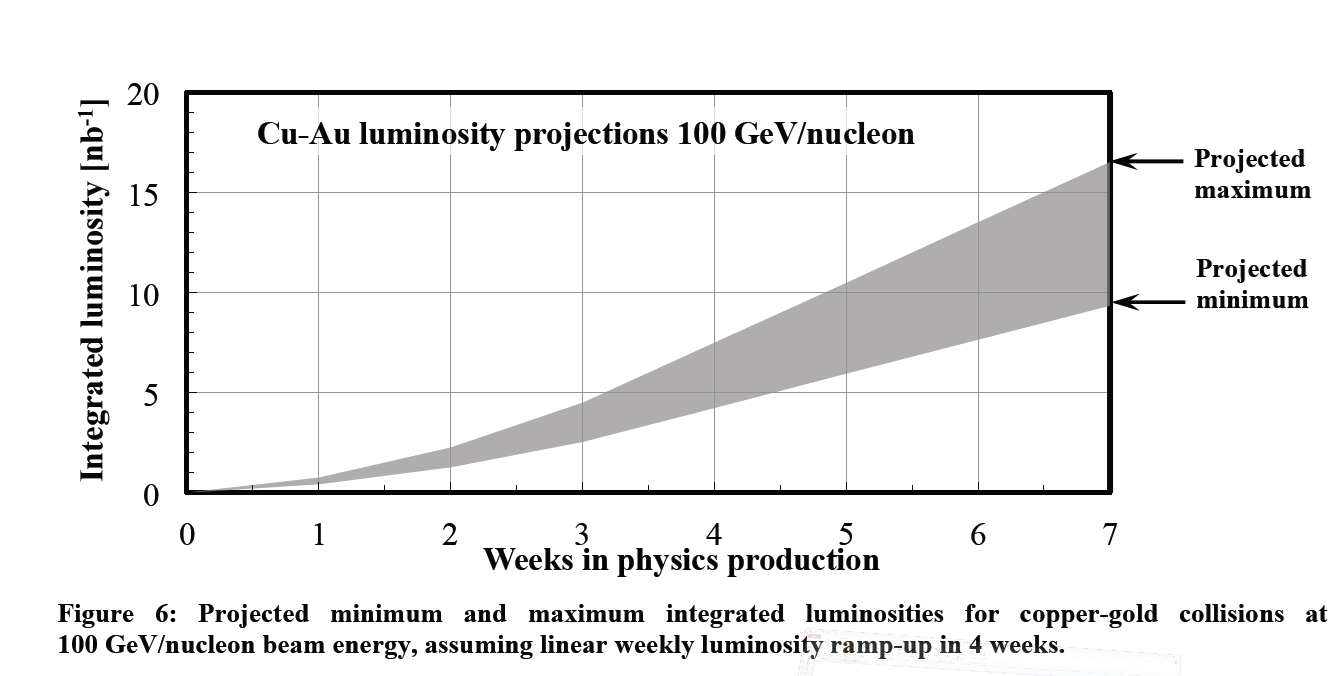 20
Cu-Au luminosity projections 100 GeV/nucleon
Projected
maximum
15
Projected
minimum
10
5
0
Integrated luminosity [nb-1]
0 1 2 3 4 5 6 7
Weeks in physics production
Figure 6: Projected minimum and maximum integrated luminosities for copper-gold collisions at
100 GeV/nucleon beam energy, assuming linear weekly luminosity ramp-up in 4 weeks.